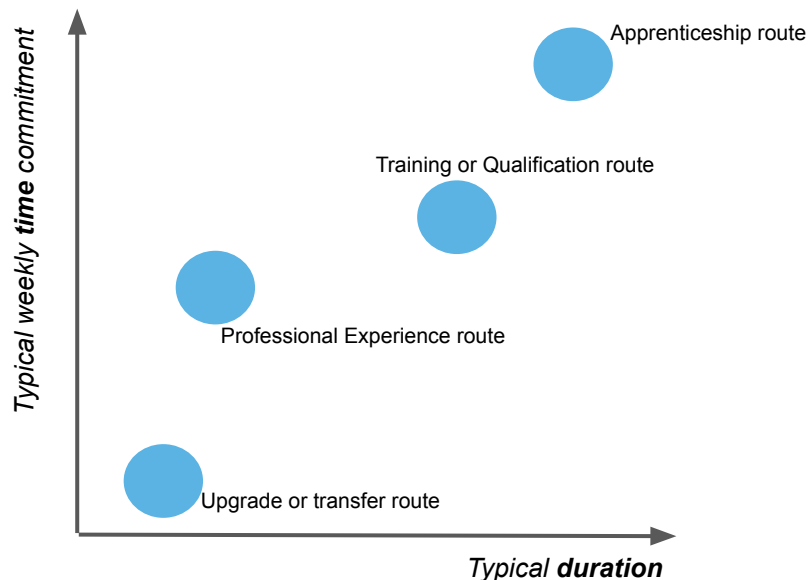 Apprenticeship route
Typical weekly time commitment
Training or Qualification route
Professional Experience route
Upgrade or transfer route
Typical duration